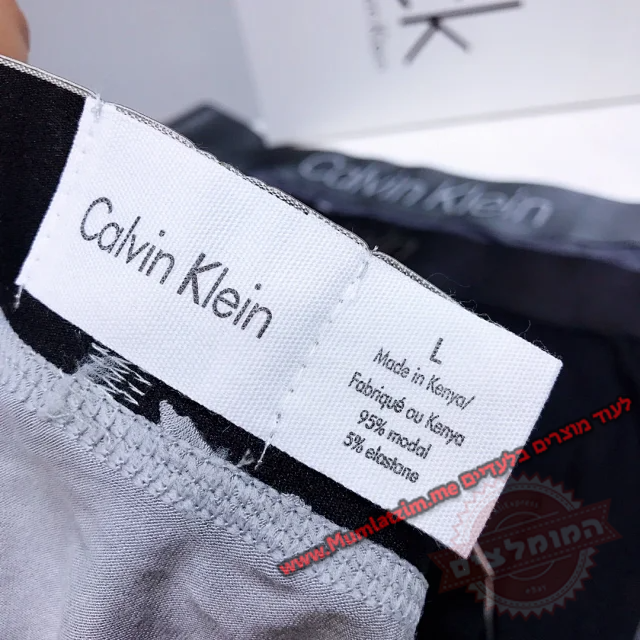 ck
Calvin Klein
Calvin Klein
L
Made in Kenya/
Fabriqué au Kenya
95% modal
5% elastane
לעוד מוצרים בלעדיים www.Mumlatzim.me
המומלצים